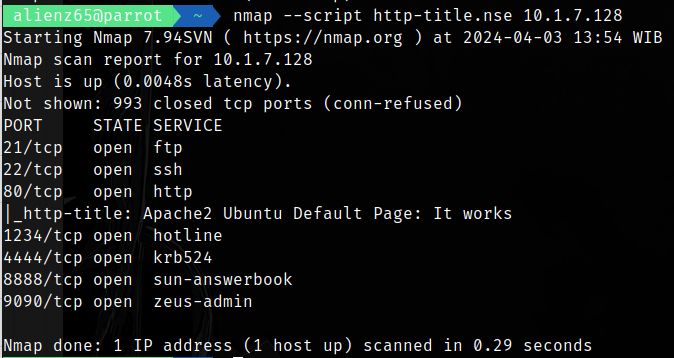 alienz65@parrot ~ nmap --script http-title.nse 10.1.7.128
Starting Nmap 7.94SVN ( https://nmap.org ) at 2024-04-03 13:54 WIB
Nmap scan report for 10.1.7.128
Host is up (0.0048s latency).
Not shown: 993 closed tcp ports (conn-refused)
PORT     STATE SERVICE
21/tcp   open  ftp
22/tcp   open  ssh
80/tcp   open  http
|_http-title: Apache2 Ubuntu Default Page: It works
1234/tcp open  hotline
4444/tcp open  krb524
8888/tcp open  sun-answerbook
9090/tcp open  zeus-admin
Nmap done: 1 IP address (1 host up) scanned in 0.29 seconds